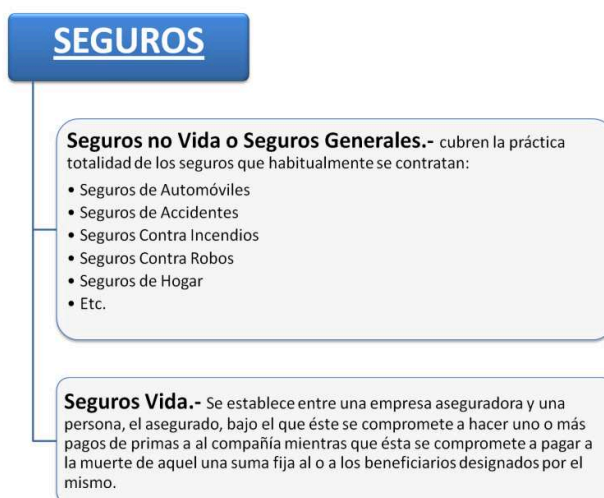 SEGUROS
Seguros no Vida o Seguros Generales.- cubren la práctica
totalidad de los seguros que habitualmente se contratan:
• Seguros de Automóviles
• Seguros de Accidentes
• Seguros Contra Incendios
• Seguros Contra Robos
• Seguros de Hogar
• Etc.
Seguros Vida.- Se establece entre una empresa aseguradora y una
persona, el asegurado, bajo el que éste se compromete a hacer uno o más
pagos de primas a al compañía mientras que ésta se compromete a pagar a
la muerte de aquel una suma fija al o a los beneficiarios designados por el
mismo.